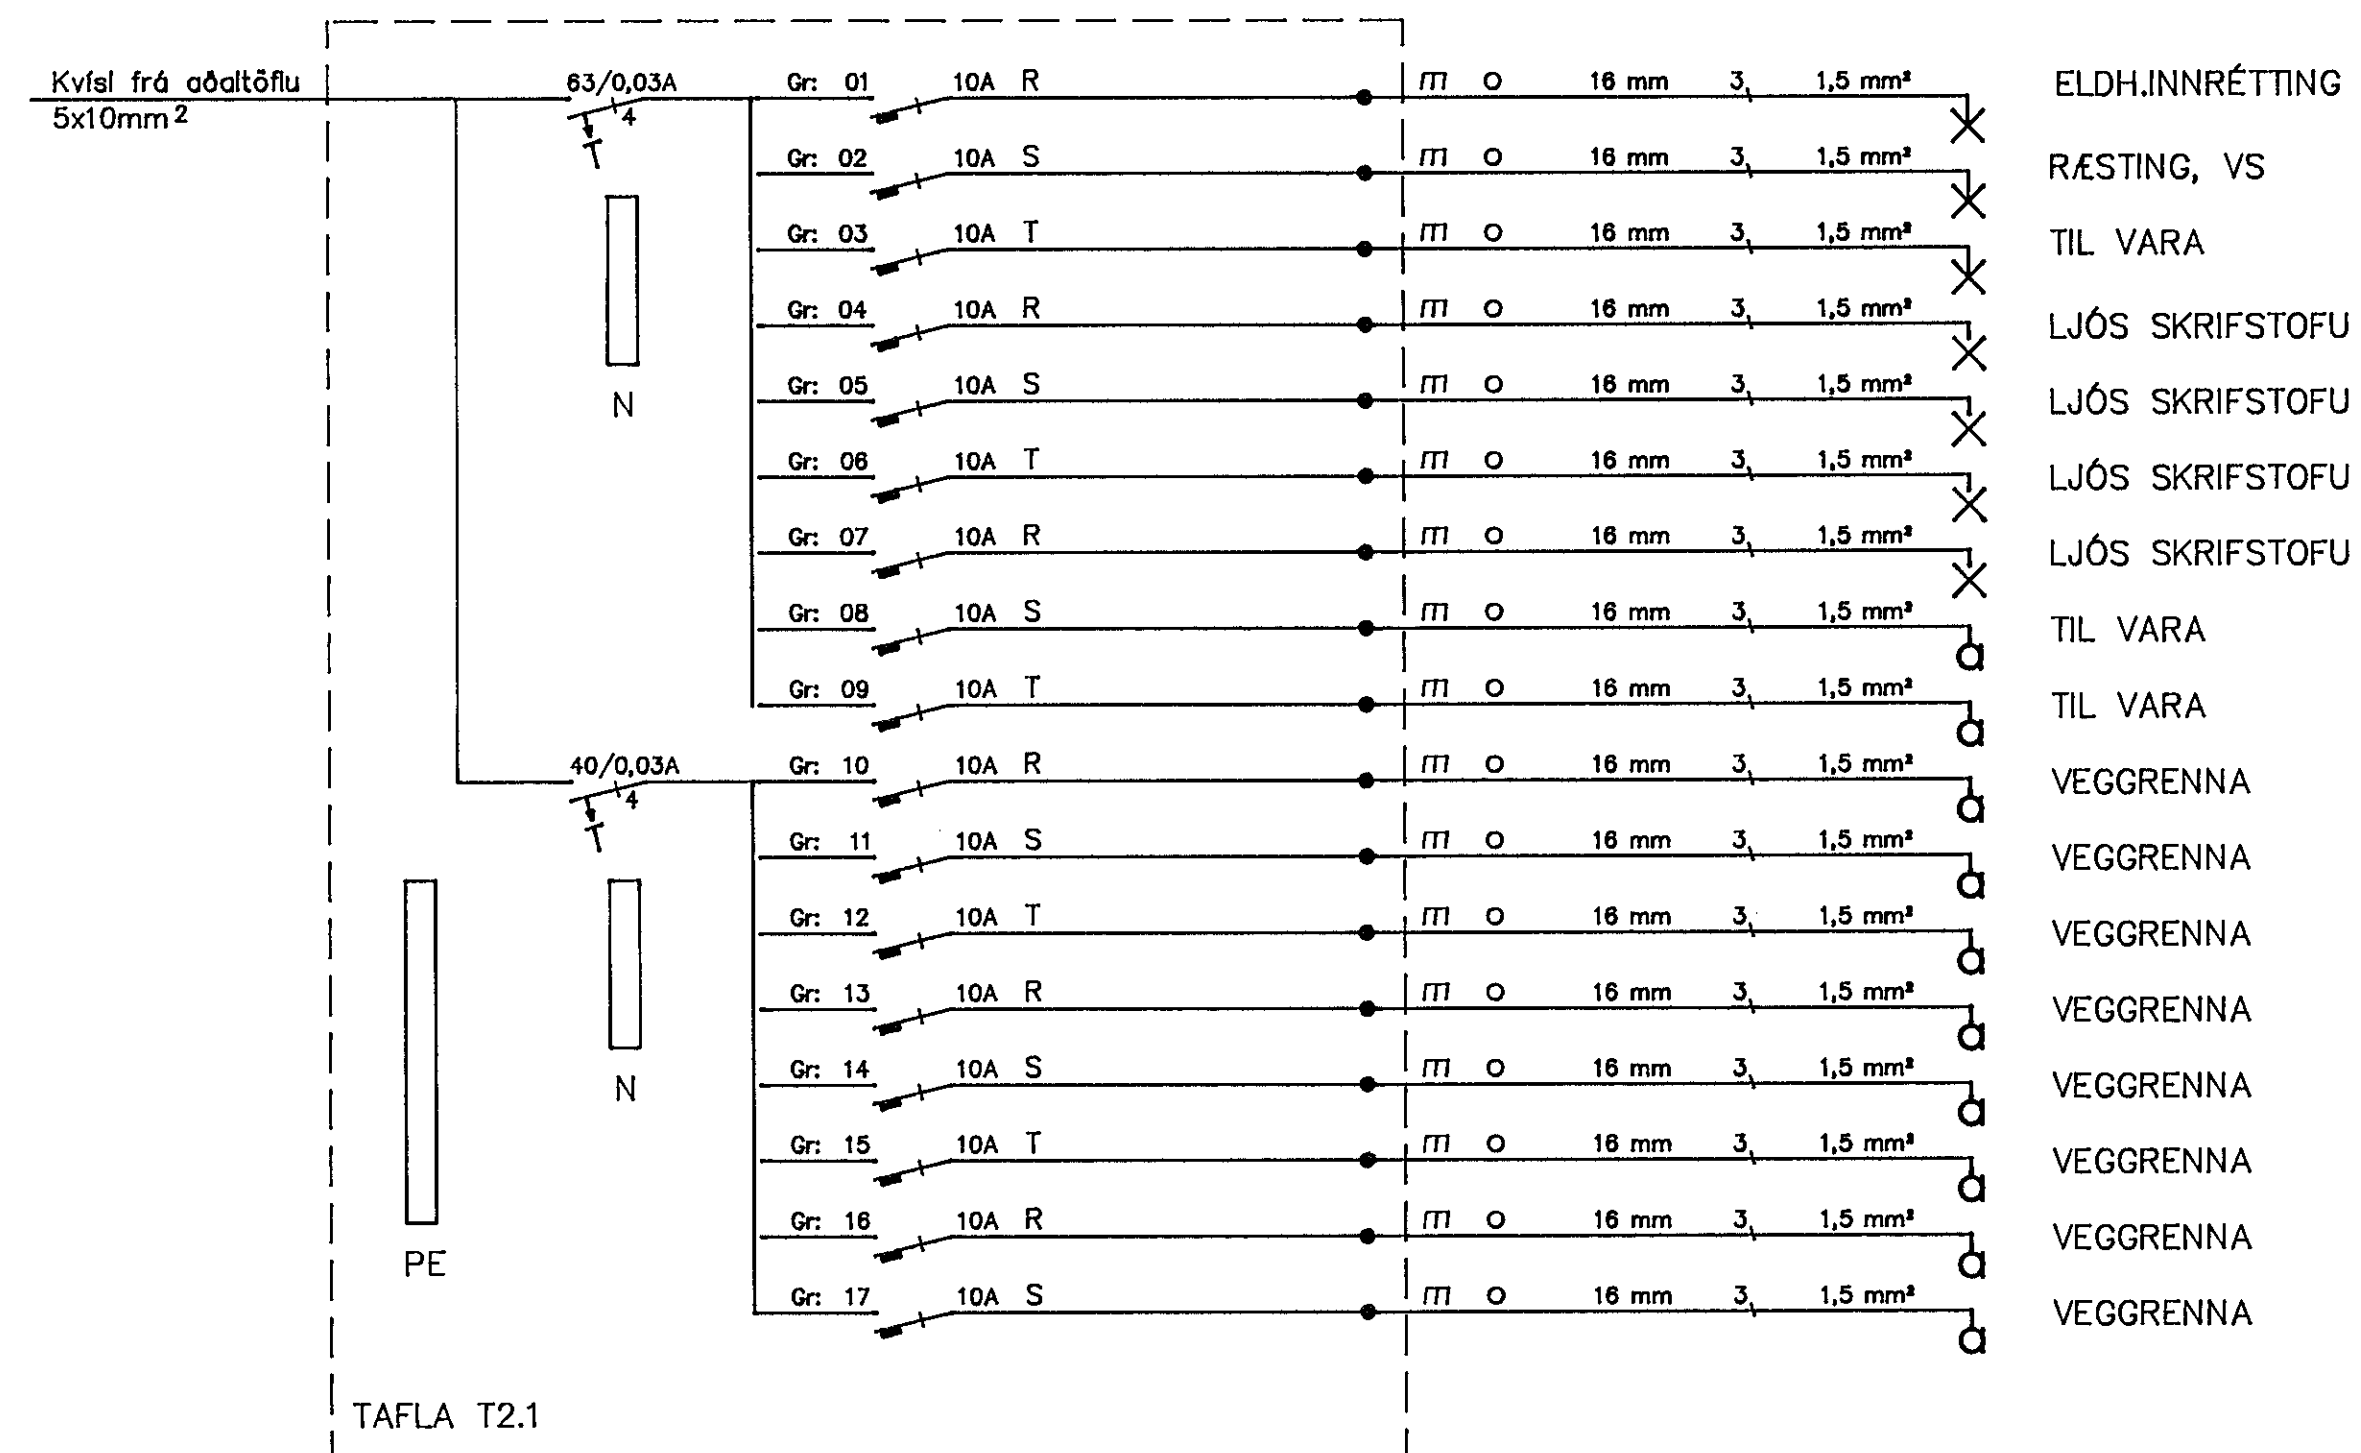 Kvísl frá aðaltöflu 63/0,03A Gr: 01 10A R m O 16 mm 3 1,5 mm² ELDH.INNRÉTTING
5x10mm² 4
Gr: 02 10A S m O 16 mm 3 1,5 mm² RÆSTING, VS
Gr: 03 10A T m O 16 mm 3 1,5 mm² TIL VARA
Gr: 04 10A R m O 16 mm 3 1,5 mm² LJÓS SKRIFSTOFU
Gr: 05 10A S m O 16 mm 3 1,5 mm² LJÓS SKRIFSTOFU
N
Gr: 06 10A T m O 16 mm 3 1,5 mm² LJÓS SKRIFSTOFU
Gr: 07 10A R m O 16 mm 3 1,5 mm² LJÓS SKRIFSTOFU
Gr: 08 10A S m O 16 mm 3 1,5 mm² TIL VARA
Gr: 09 10A T m O 16 mm 3 1,5 mm² TIL VARA
40/0,03A Gr: 10 10A R m O 16 mm 3 1,5 mm² VEGGRENNA
4
Gr: 11 10A S m O 16 mm 3 1,5 mm² VEGGRENNA
Gr: 12 10A T m O 16 mm 3 1,5 mm² VEGGRENNA
Gr: 13 10A R m O 16 mm 3 1,5 mm² VEGGRENNA
Gr: 14 10A S m O 16 mm 3 1,5 mm² VEGGRENNA
N
Gr: 15 10A T m O 16 mm 3 1,5 mm² VEGGRENNA
Gr: 16 10A R m O 16 mm 3 1,5 mm² VEGGRENNA
PE
Gr: 17 10A S m O 16 mm 3 1,5 mm² VEGGRENNA
TAFLA T2.1